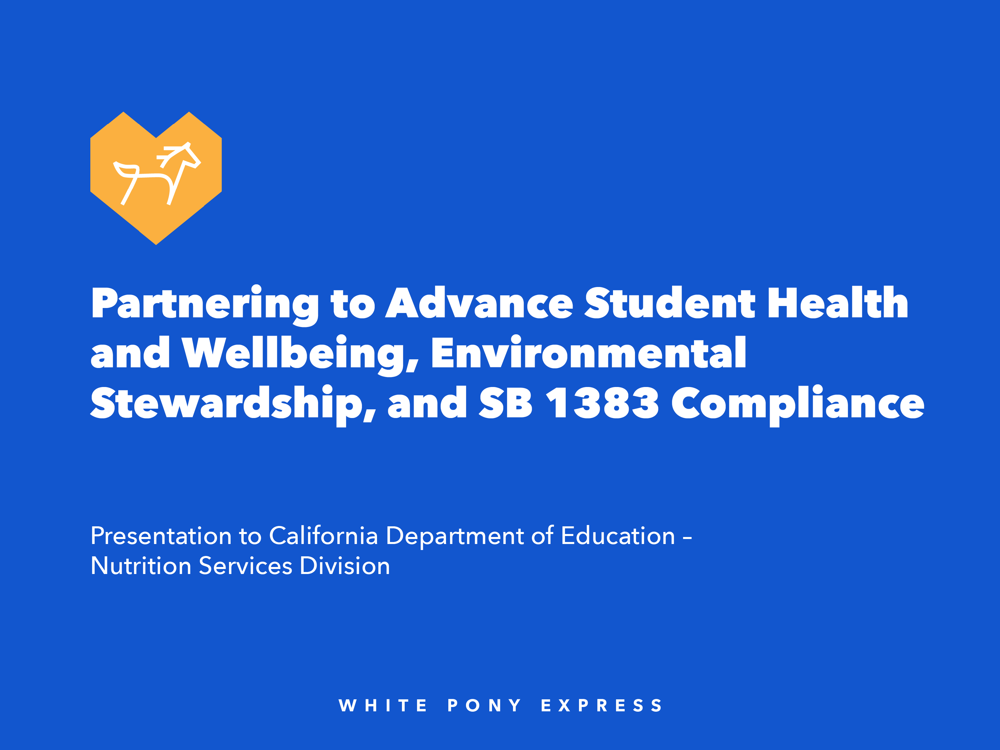 Partnering to Advance Student Health
and Wellbeing, Environmental
Stewardship, and SB 1383 Compliance
Presentation to California Department of Education –
Nutrition Services Division
WHITE PONY EXPRESS